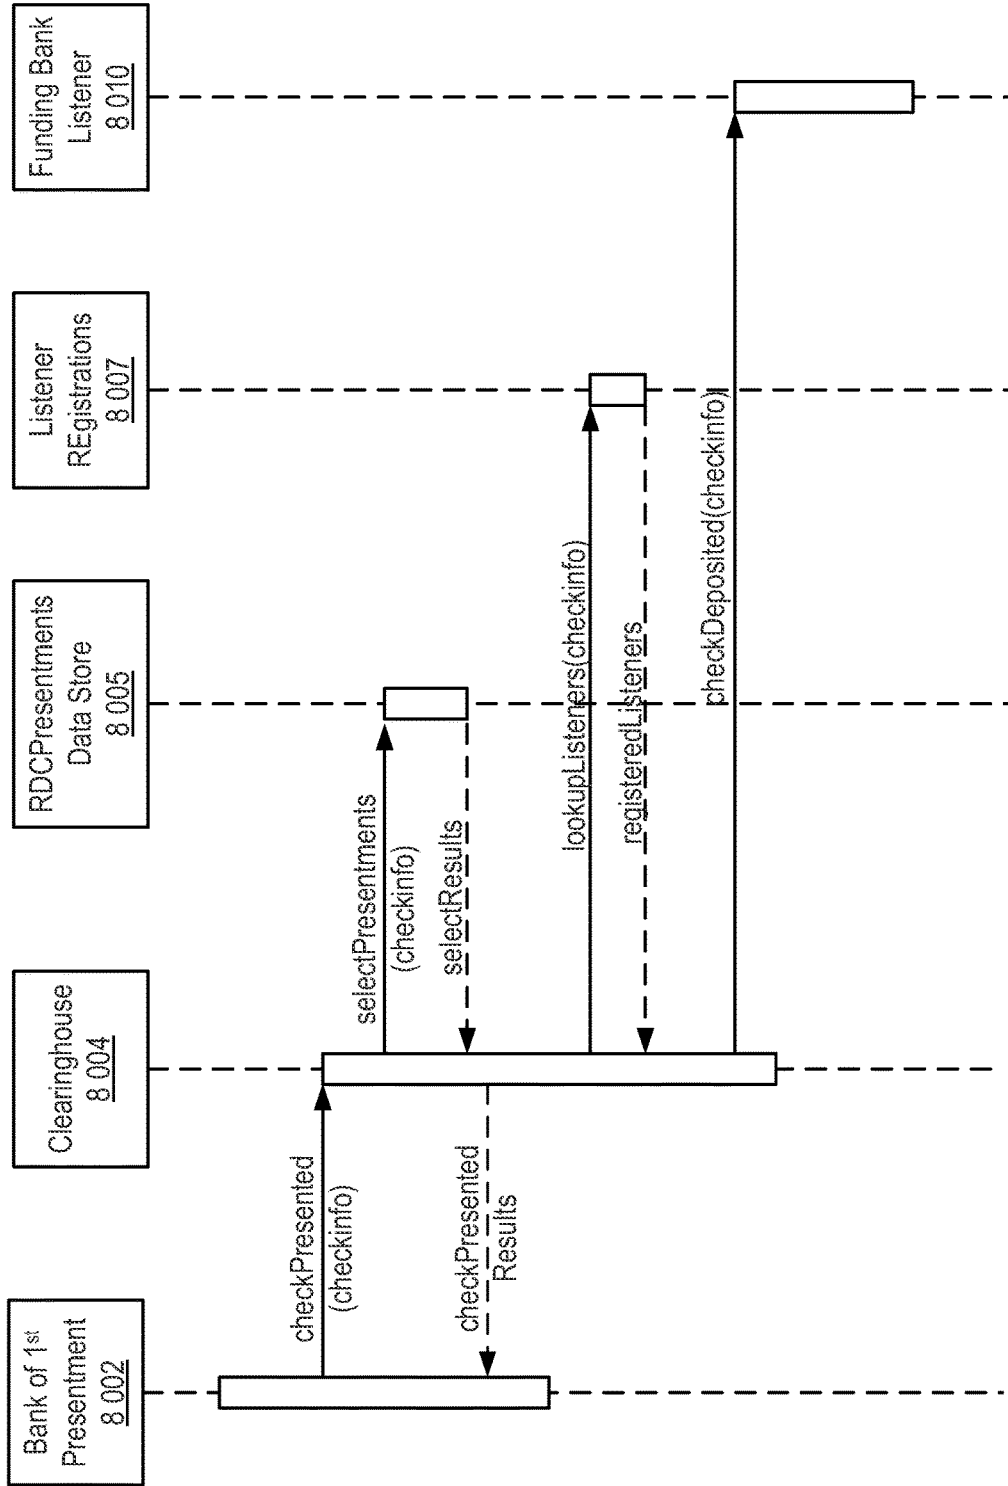 Bank of 1st
Presentment
8 002
Clearinghouse
8 004
RDCPresentments
Data Store
8 005
Listener
REgistrations
8 007
Funding Bank
Listener
8 010
checkPresented
(checkinfo)
selectPresentments
(checkinfo)
selectResults
checkPresented
Results
lookupListeners(checkinfo)
registeredListeners
checkDeposited(checkinfo)